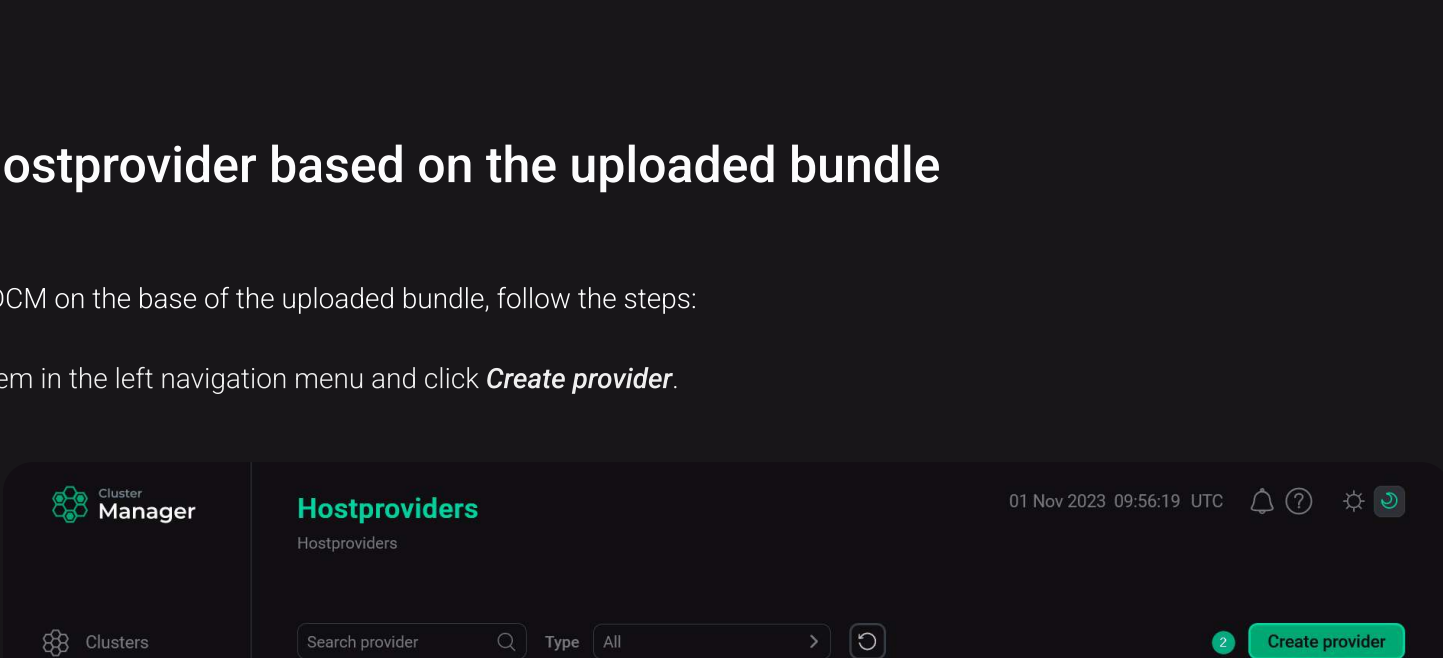 ostprovider based on the uploaded bundle
DCM on the base of the uploaded bundle, follow the steps:
em in the left navigation menu and click Create provider.
Cluster
Manager
Hostproviders
01 Nov 2023 09:56:19 UTC
Hostproviders
Clusters
Search provider
Type
All
2
Create provider